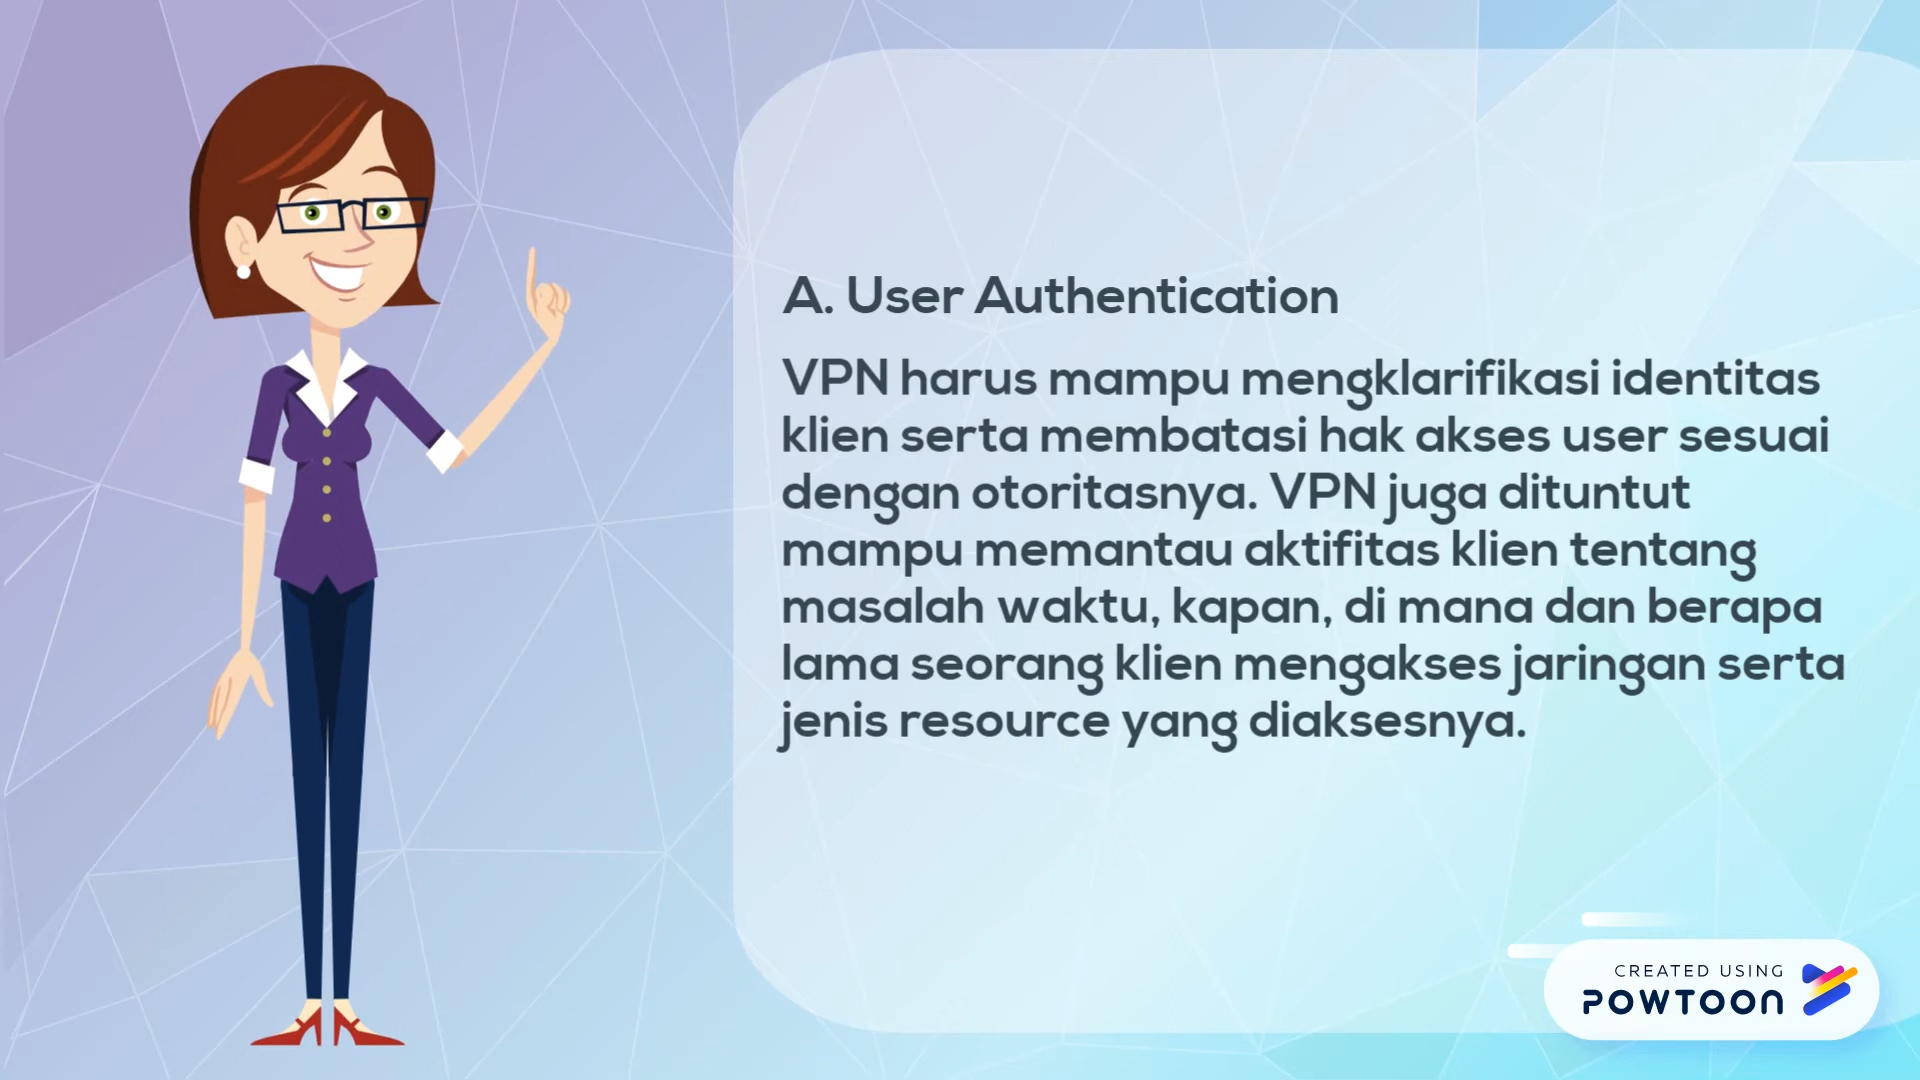 A. User Authentication
VPN harus mampu mengklarifikasi identitas
klien serta membatasi hak akses user sesuai
dengan otoritasnya. VPN juga dituntut
mampu memantau aktifitas klien tentang
masalah waktu, kapan, di mana dan berapa
lama seorang klien mengakses jaringan serta
jenis resource yang diaksesnya.
CREATED USING
POWTOON